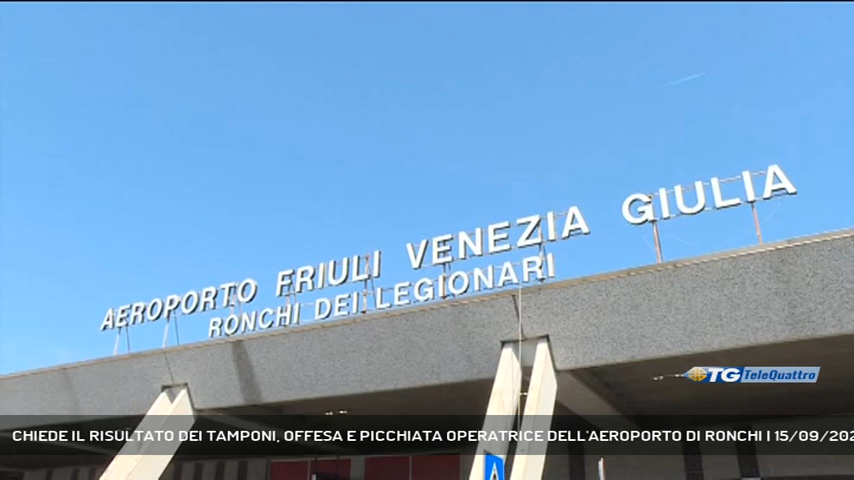 AEROPORTO FRIULI VENEZIA GIULIA
RONCHI DEI LEGIONARI
TG TeleQuattro
CHIEDE IL RISULTATO DEI TAMPONI, OFFESA E PICCHIATA OPERATRICE DELL'AEROPORTO DI RONCHI | 15/09/202